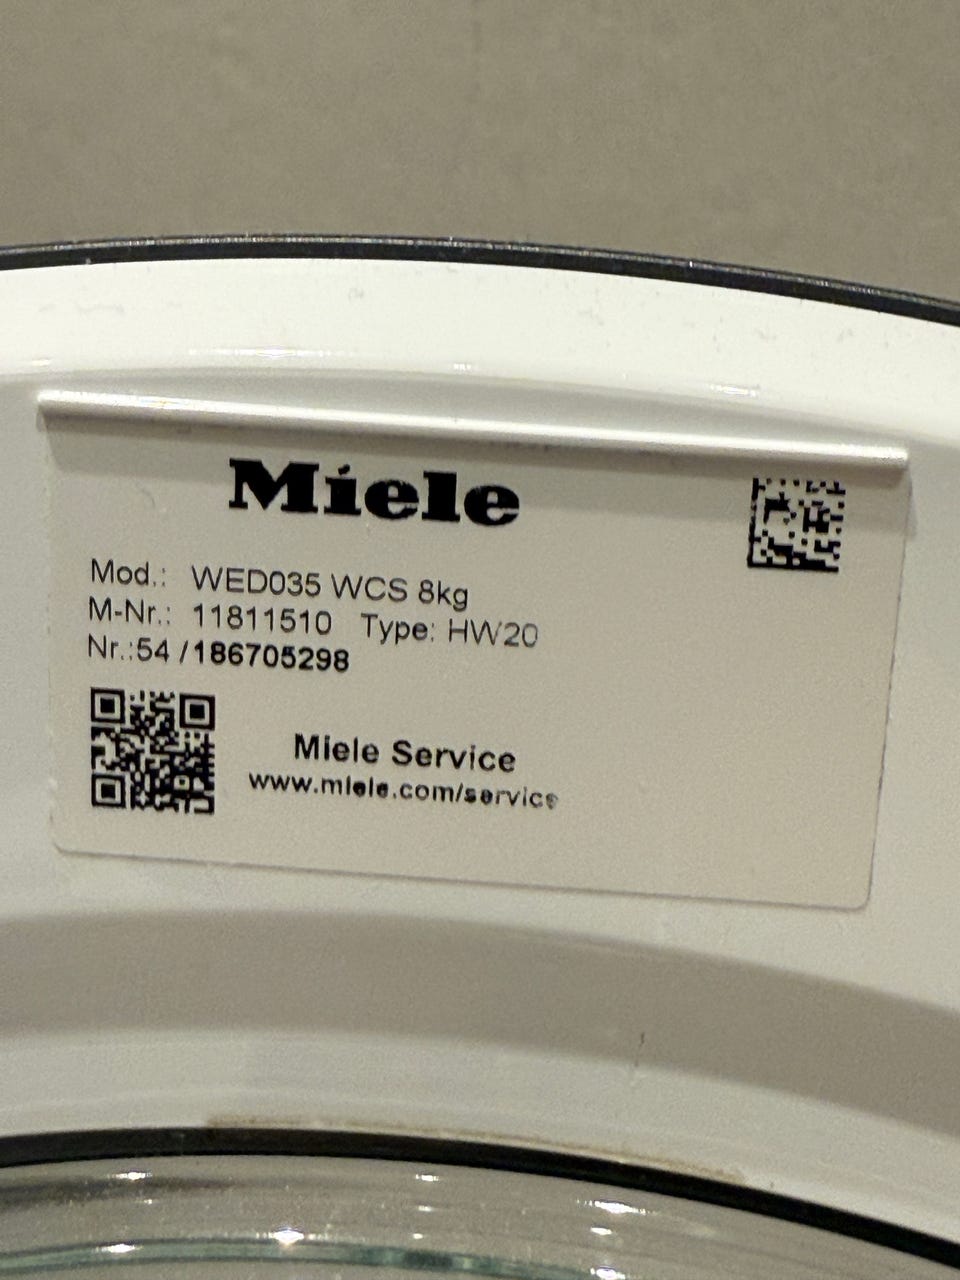 Miele
Mod.: WED035 WCS 8kg
M-Nr.: 11811510 Type: HW20
Nr.:54 /186705298
Miele Service
www.miele.com/service